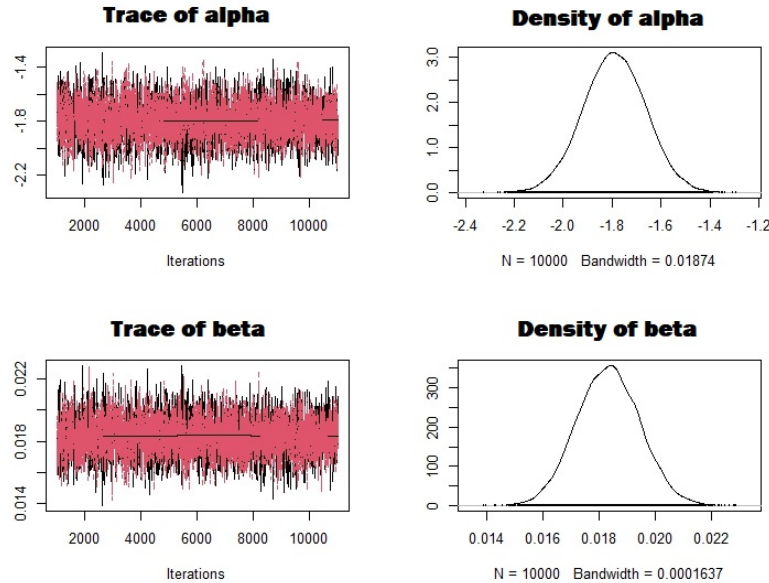 Trace of alpha
-1.4
-1.8
-2.2
2000 4000 6000 8000 10000
Iterations
Density of alpha
3.0
2.0
1.0
0.0
-2.4 -2.2 -2.0 -1.8 -1.6 -1.4 -1.2
N = 10000 Bandwidth = 0.01874
Trace of beta
0.022
0.018
0.014
2000 4000 6000 8000 10000
Iterations
Density of beta
300
200
100
0
0.014 0.016 0.018 0.020 0.022
N = 10000 Bandwidth = 0.0001637